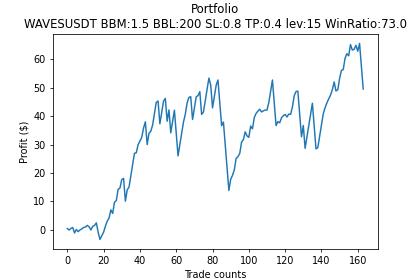 Portfolio
WAVESUSDT BBM:1.5 BBL:200 SL:0.8 TP:0.4 lev:15 WinRatio:73.0
Profit ($)
60
50
40
30
20
10
0
0 20 40 60 80 100 120 140 160
Trade counts